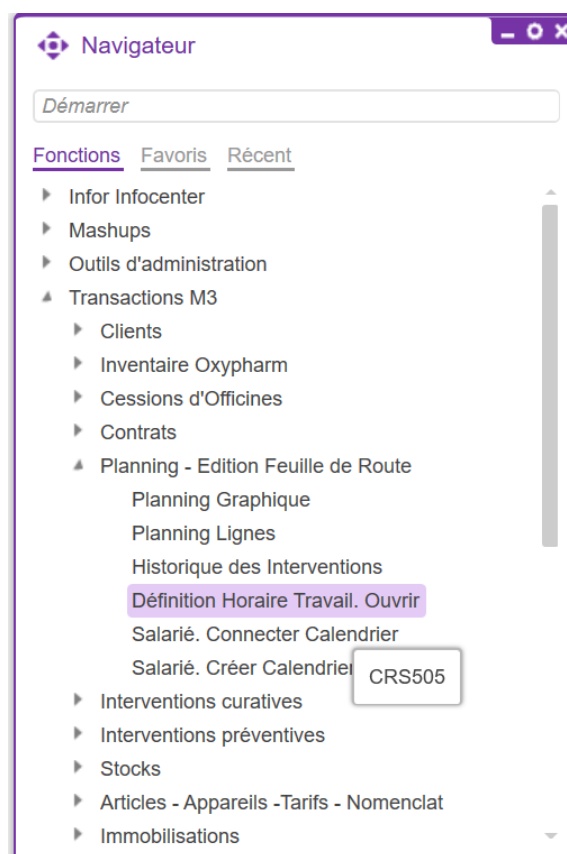 Navigateur
Démarrer
Fonctions Favoris Récent
Infor Infocenter
Mashups
Outils d'administration
Transactions M3
Clients
Inventaire Oxypharm
Cessions d'Officines
Contrats
Planning - Edition Feuille de Route
Planning Graphique
Planning Lignes
Historique des Interventions
Définition Horaire Travail. Ouvrir
Salarié. Connecter Calendrier
Salarié. Créer Calendrier
CRS505
Interventions curatives
Interventions préventives
Stocks
Articles - Appareils -Tarifs - Nomenclat
Immobilisations